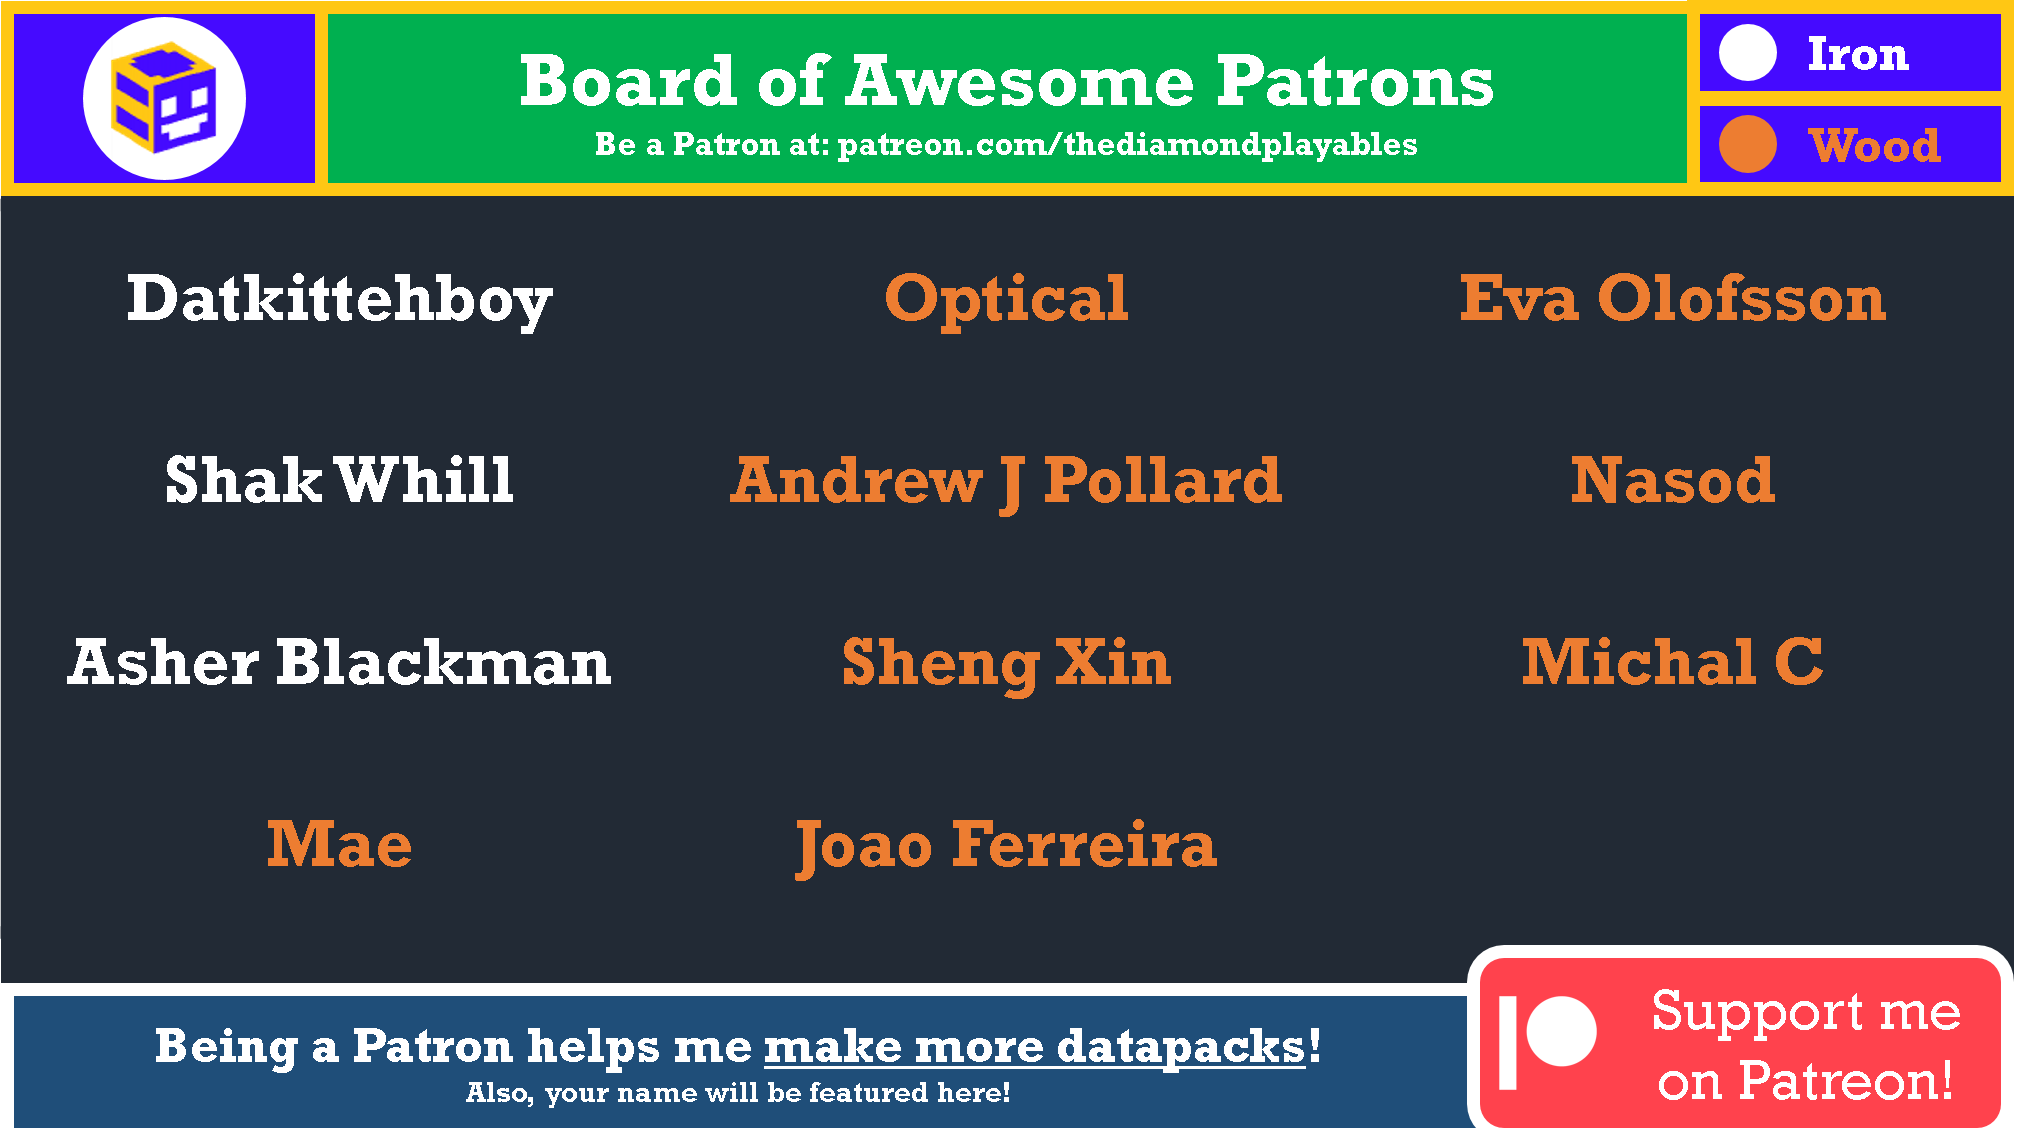 Board of Awesome Patrons
Be a Patron at: patreon.com/thediamondplayables
Iron
Wood
Datkittehboy
Optical
Eva Olofsson
Shak Whill
Andrew J Pollard
Nasod
Asher Blackman
Sheng Xin
Michal C
Mae
Joao Ferreira
Being a Patron helps me make more datapacks!
Also, your name will be featured here!
Support me
on Patreon!